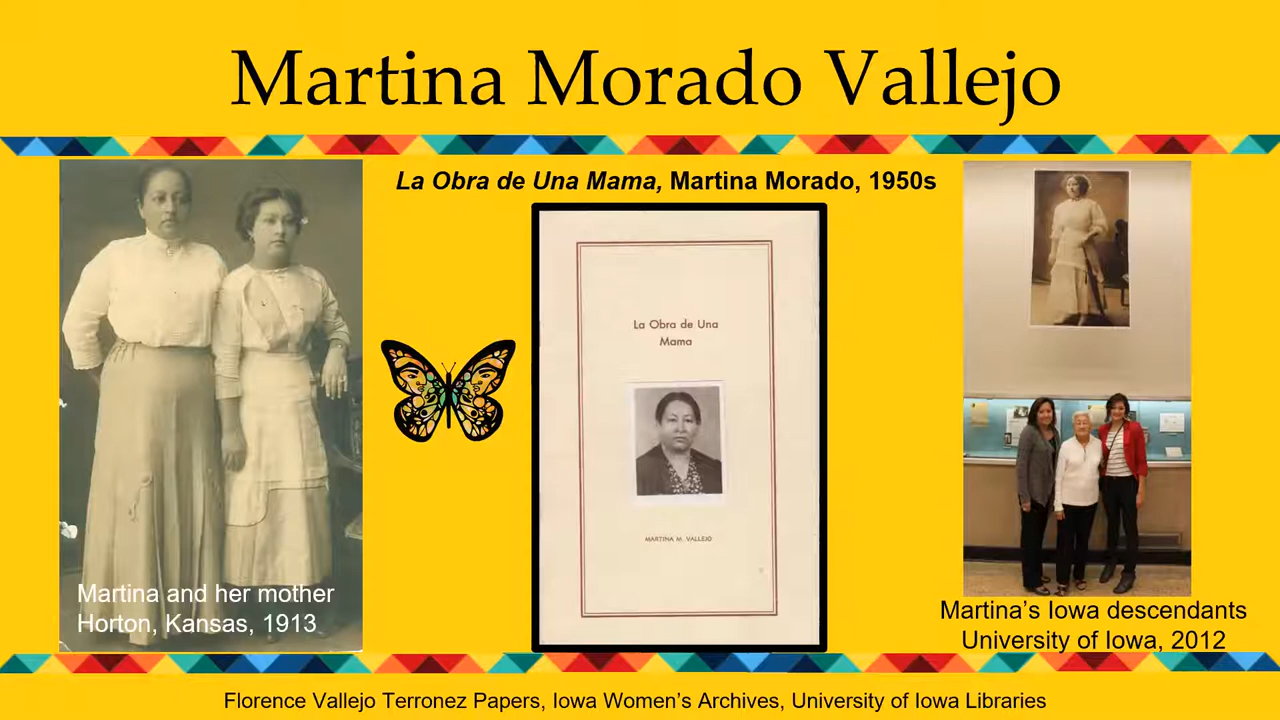 Martina Morado Vallejo
La Obra de Una Mama, Martina Morado, 1950s
La Obra de Una
Mama
MARTINA M. VALLEJO
Martina and her mother
Horton, Kansas, 1913
Martina's Iowa descendants
University of Iowa, 2012
Florence Vallejo Terronez Papers, Iowa Women's Archives, University of Iowa Libraries